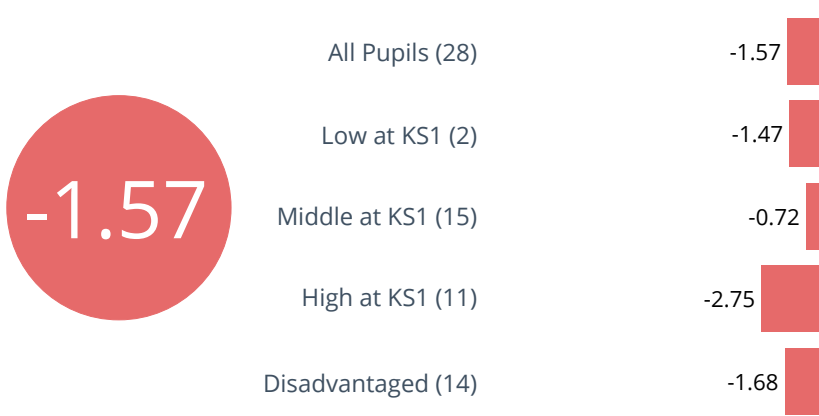 -1.57
All Pupils (28) -1.57
Low at KS1 (2) -1.47
Middle at KS1 (15) -0.72
High at KS1 (11) -2.75
Disadvantaged (14) -1.68